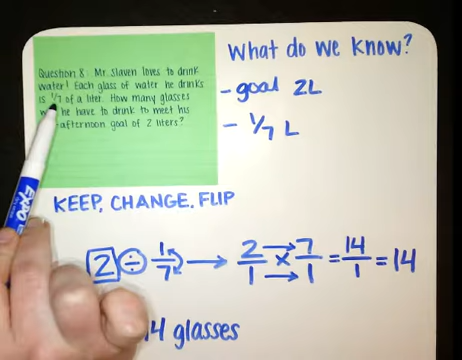 Question 8: Mr. Slaven loves to drink
water! Each glass of water he drinks
is 1/7 of a liter. How many glasses
he have to drink to meet his
afternoon goal of 2 liters?
What do we know?
- goal 2L
- 1/7 L
KEEP, CHANGE, FLIP
2 ÷ 1/7 → 2/1 × 7/1 = 14/1 = 14
14 glasses
EXPO